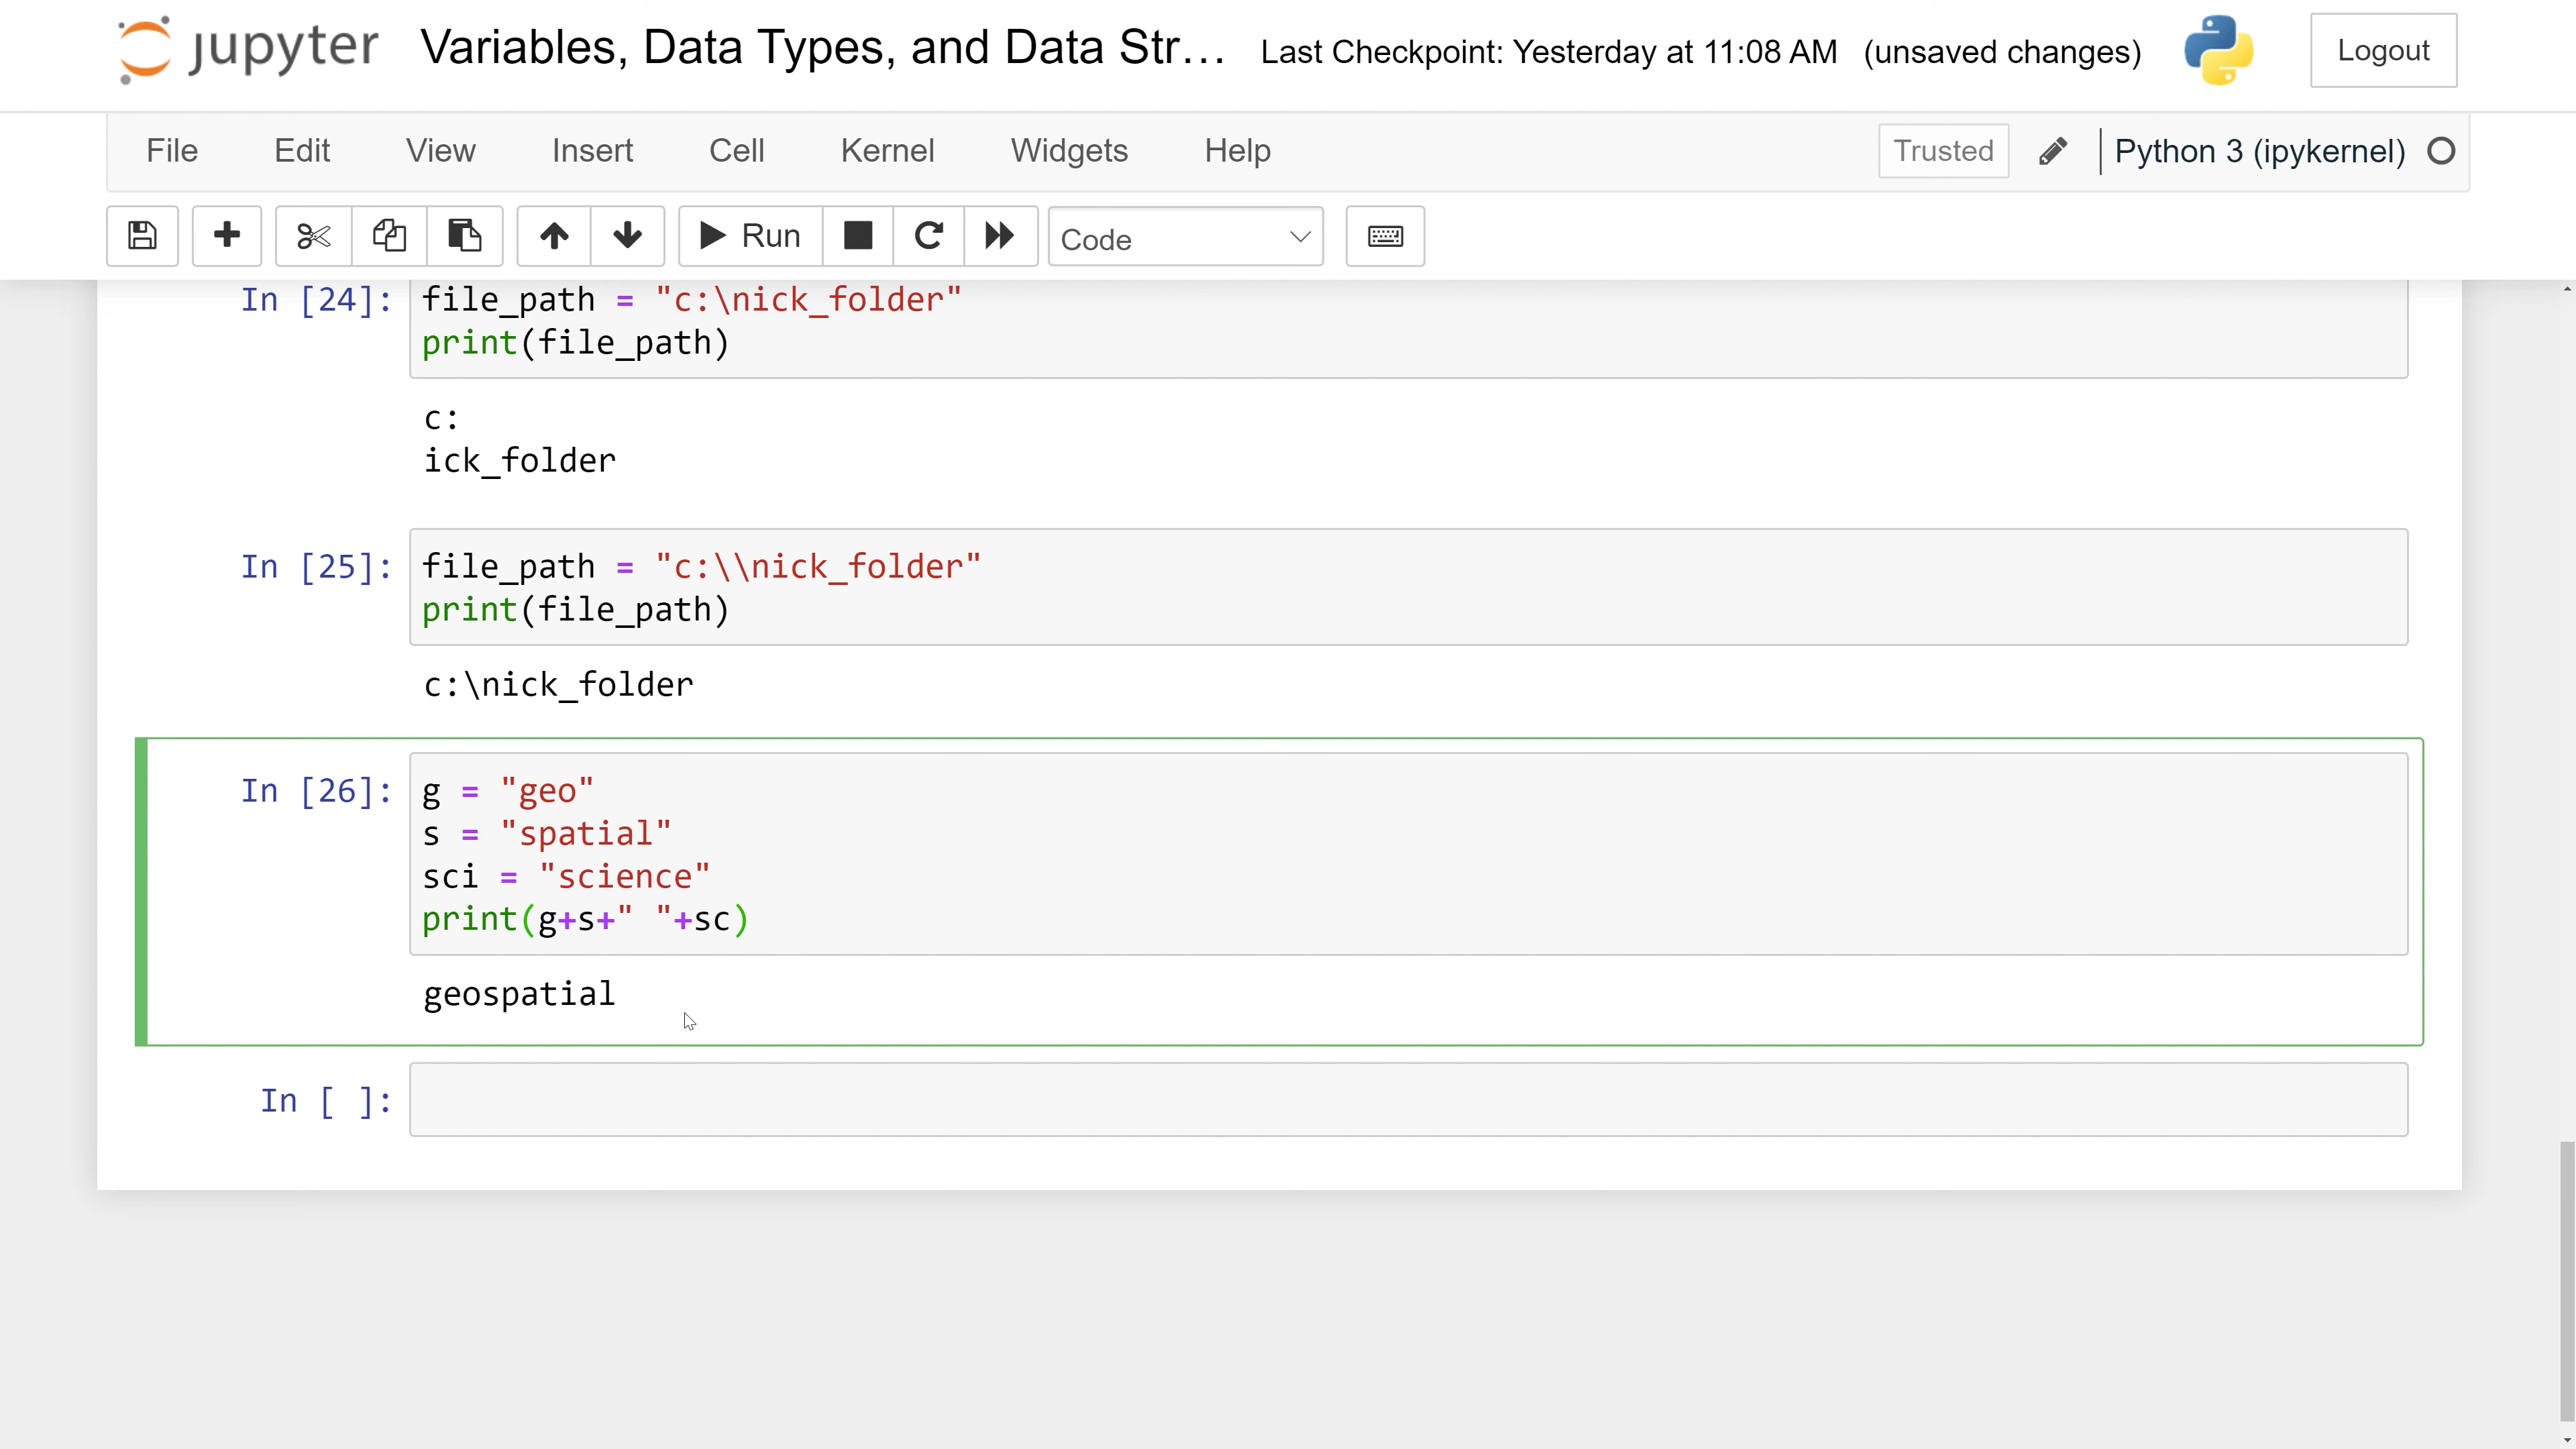 jupyter Variables, Data Types, and Data Str... Last Checkpoint: Yesterday at 11:08 AM (unsaved changes) Logout
File Edit View Insert Cell Kernel Widgets Help Trusted Python 3 (ipykernel)
Run Code
In [24]: file_path = "c:\nick_folder"
print(file_path)
c:
ick_folder
In [25]: file_path = "c:\\nick_folder"
print(file_path)
c:\nick_folder
In [26]: g = "geo"
s = "spatial"
sci = "science"
print(g+s+" "+sc)
geospatial
In [ ]: